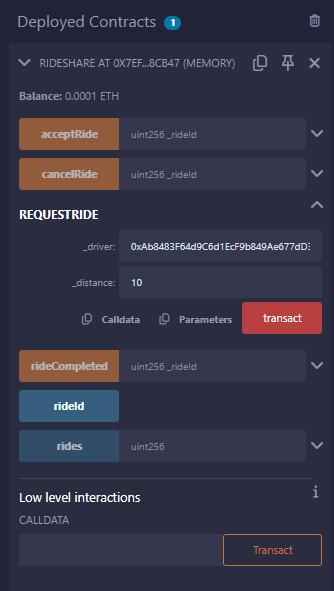 Deployed Contracts 1
RIDESHARE AT 0X7EF...8CB47 (MEMORY)
Balance: 0.0001 ETH
acceptRide uint256 _rideId
cancelRide uint256 _rideId
REQUESTRIDE
_driver: 0xAb8483F64d9C6d1EcF9b849Ae677dD3
_distance: 10
Calldata Parameters transact
rideCompleted uint256 _rideId
rideId
rides uint256
Low level interactions i
CALLDATA
Transact